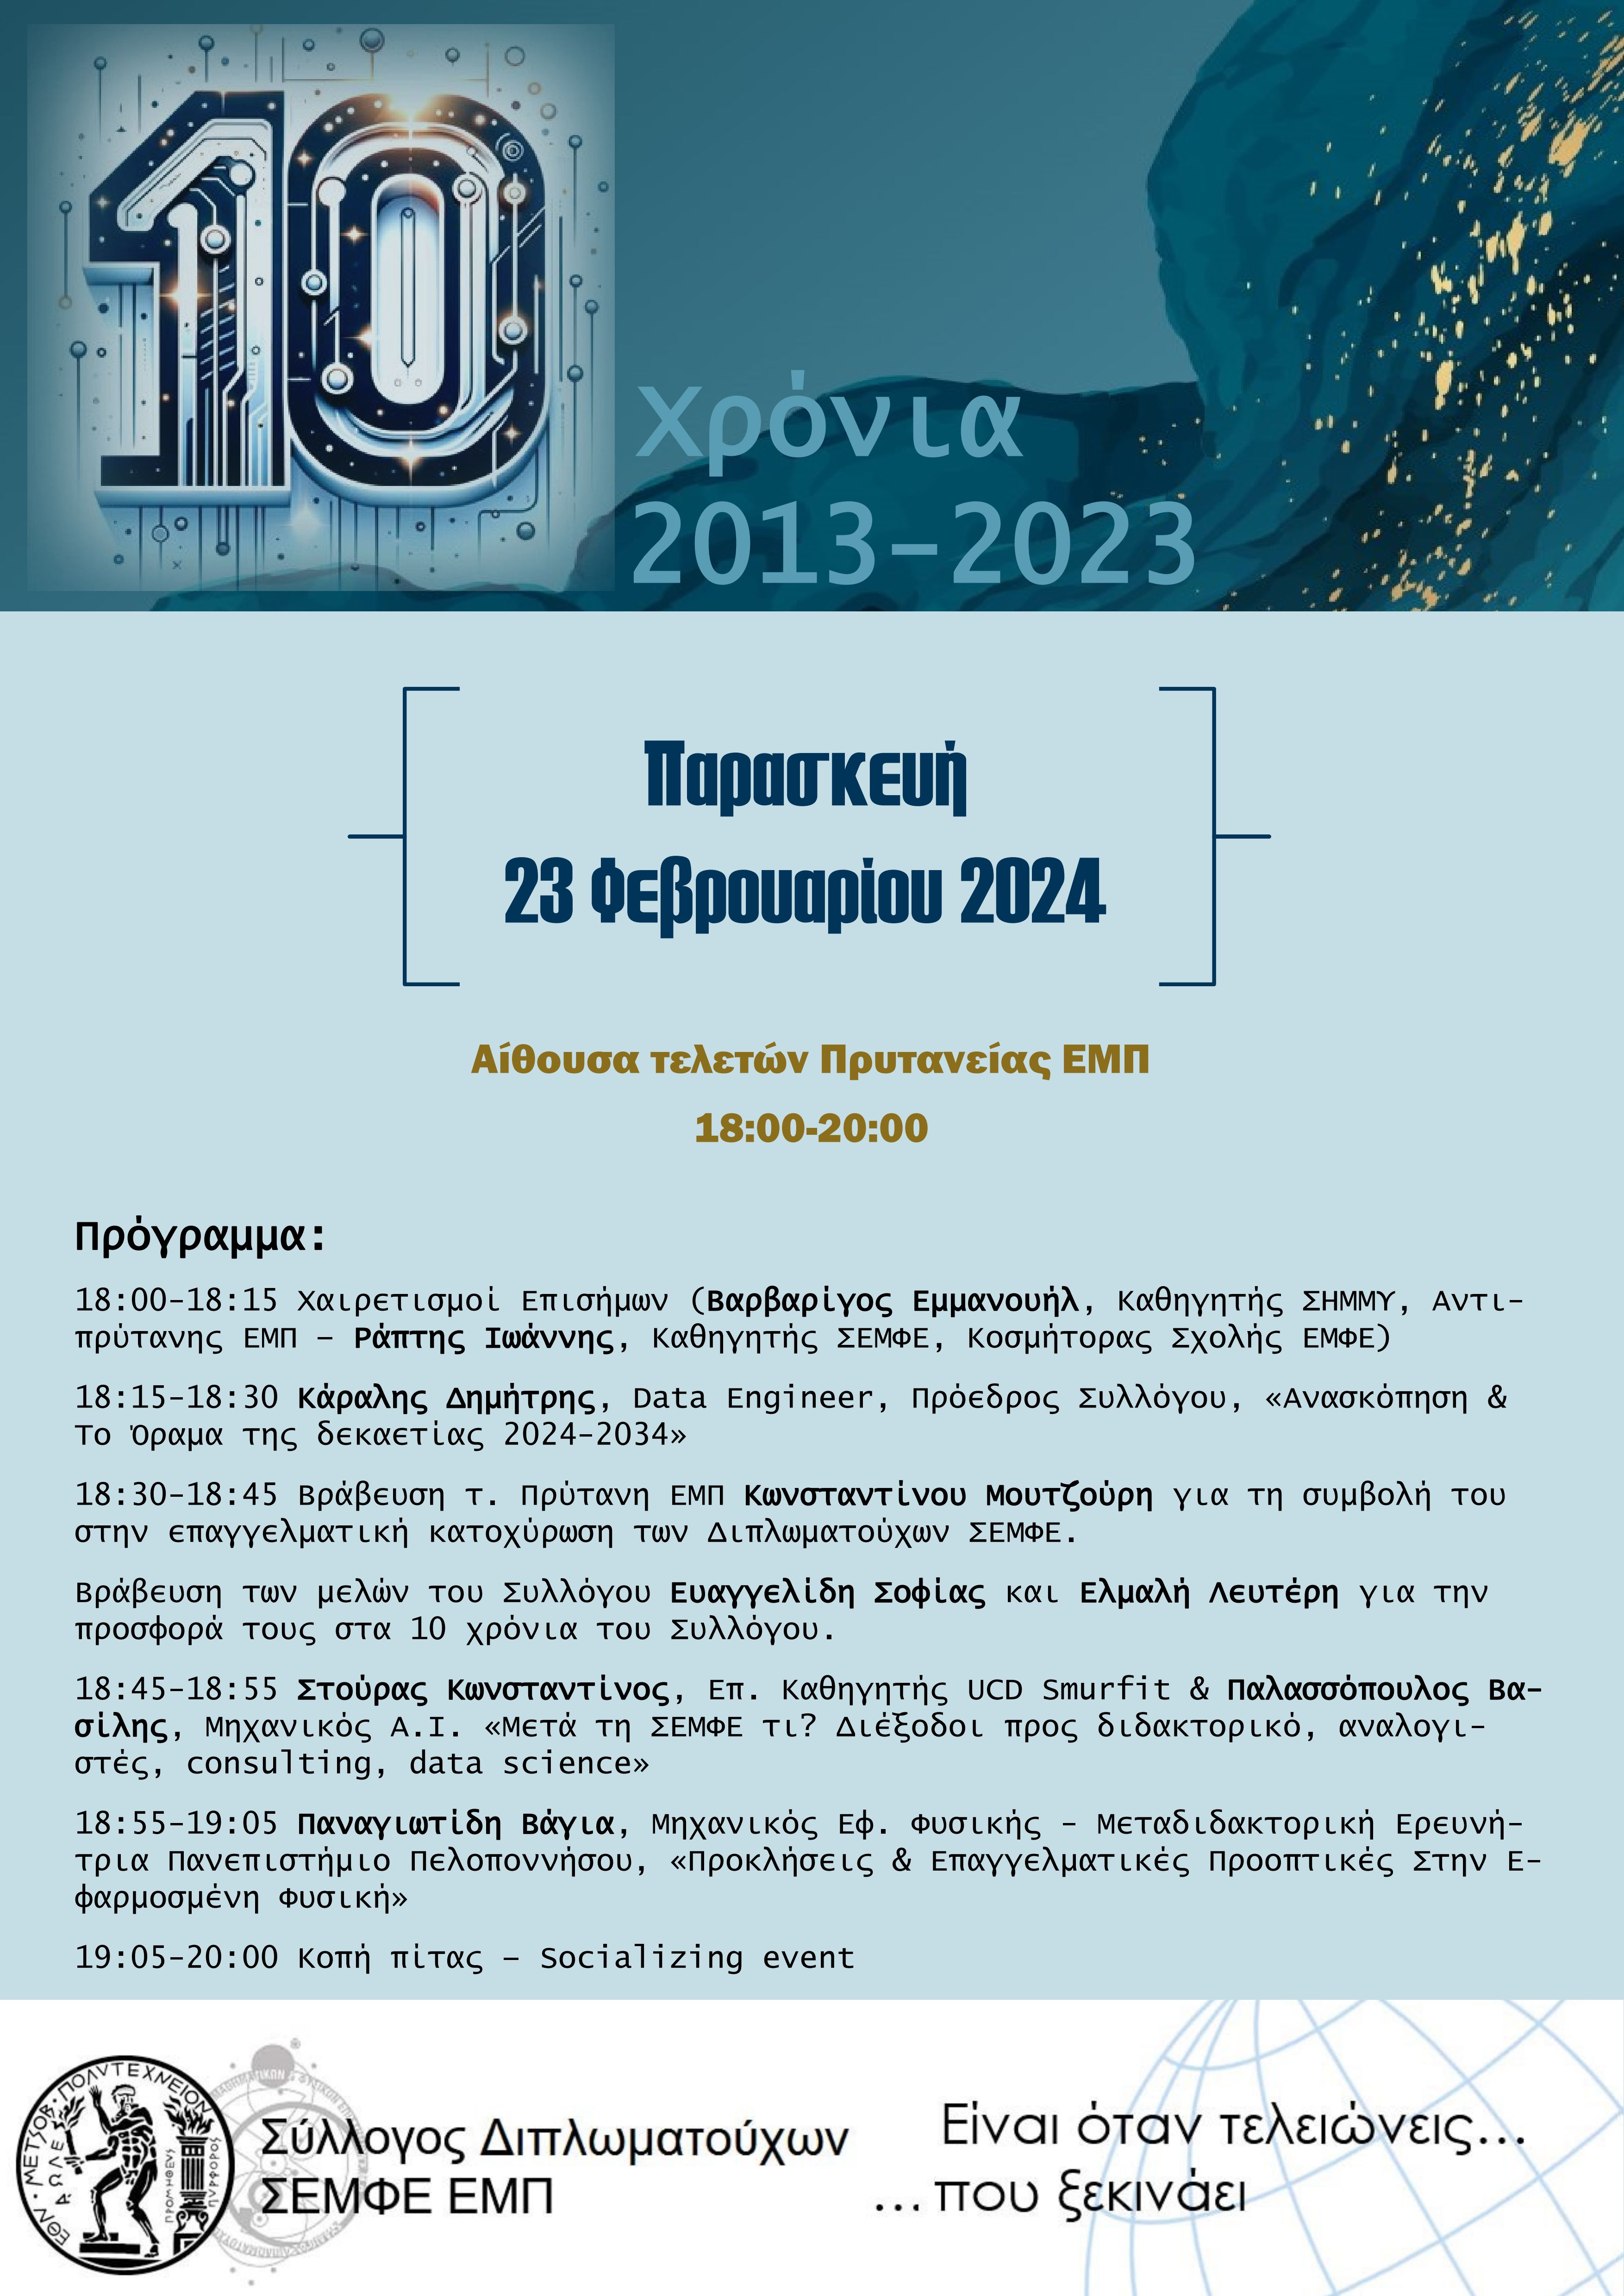 10
Χρόνια
2013-2023
Παρασκευή
23 Φεβρουαρίου 2024
Αίθουσα τελετών Πρυτανείας ΕΜΠ
18:00-20:00
Πρόγραμμα:
18:00-18:15 Χαιρετισμοί Επισήμων (Βαρβαρίγος Εμμανουήλ, Καθηγητής ΣΗΜΜΥ, Αντι-
πρύτανης ΕΜΠ – Ράπτης Ιωάννης, Καθηγητής ΣΕΜΦΕ, Κοσμήτορας Σχολής ΕΜΦΕ)
18:15-18:30 Κάραλης Δημήτρης, Data Engineer, Πρόεδρος Συλλόγου, «Ανασκόπηση &
Το Όραμα της δεκαετίας 2024-2034»
18:30-18:45 Βράβευση τ. Πρύτανη ΕΜΠ Κωνσταντίνου Μουτζούρη για τη συμβολή του
στην επαγγελματική κατοχύρωση των Διπλωματούχων ΣΕΜΦΕ.
Βράβευση των μελών του Συλλόγου Ευαγγελίδη Σοφίας και Ελμαλή Λευτέρη για την
προσφορά τους στα 10 χρόνια του Συλλόγου.
18:45-18:55 Στούρας Κωνσταντίνος, Επ. Καθηγητής UCD Smurfit & Παλασσόπουλος Βα-
σίλης, Μηχανικός A.I. «Μετά τη ΣΕΜΦΕ τι? Διέξοδοι προς διδακτορικό, αναλογι-
στές, consulting, data science»
18:55-19:05 Παναγιωτίδη Βάγια, Μηχανικός Εφ. Φυσικής - Μεταδιδακτορική Ερευνή-
τρια Πανεπιστήμιο Πελοποννήσου, «Προκλήσεις & Επαγγελματικές Προοπτικές Στην Ε-
φαρμοσμένη Φυσική»
19:05-20:00 Κοπή πίτας – Socializing event
ΕΘΝ·ΜΕΤΣΟΒ·ΠΟΛΥΤΕΧΝΕΙΟΝ
ΠΡΟΜΗΘΕΥΣ
ΠΥΡΦΟΡΟΣ
Σύλλογος Διπλωματούχων
ΣΕΜΦΕ ΕΜΠ
Είναι όταν τελειώνεις...
...που ξεκινάει